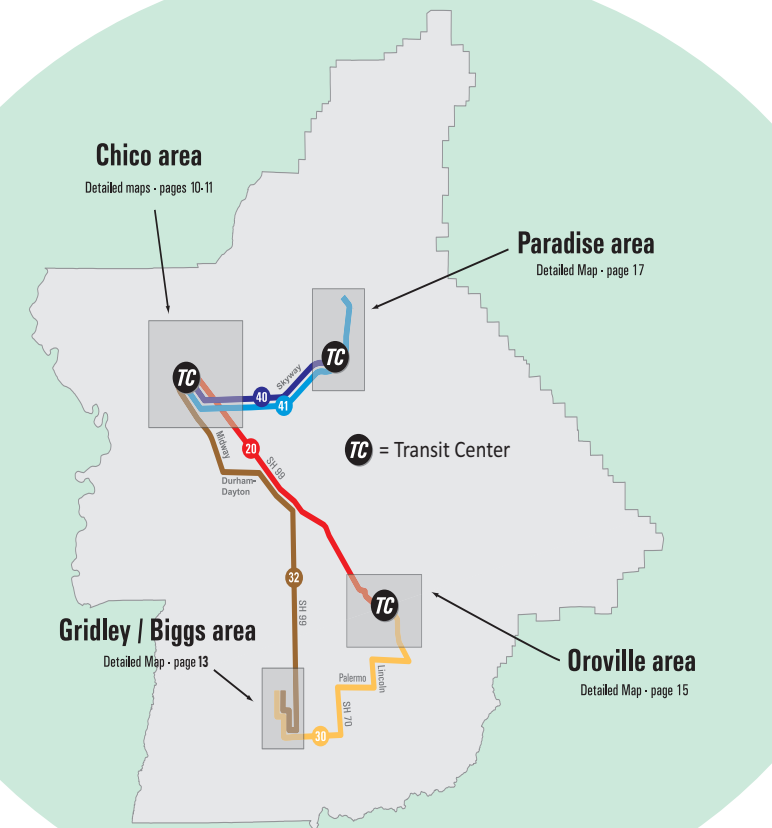 Chico area
Detailed maps · pages 10-11
Paradise area
Detailed Map · page 17
TC
TC
Skyway
40
41
20
Midway
SH 99
TC = Transit Center
Durham-
Dayton
32
SH 99
TC
Gridley / Biggs area
Detailed Map · page 13
Oroville area
Detailed Map · page 15
Palermo
Lincoln
SH 70
30